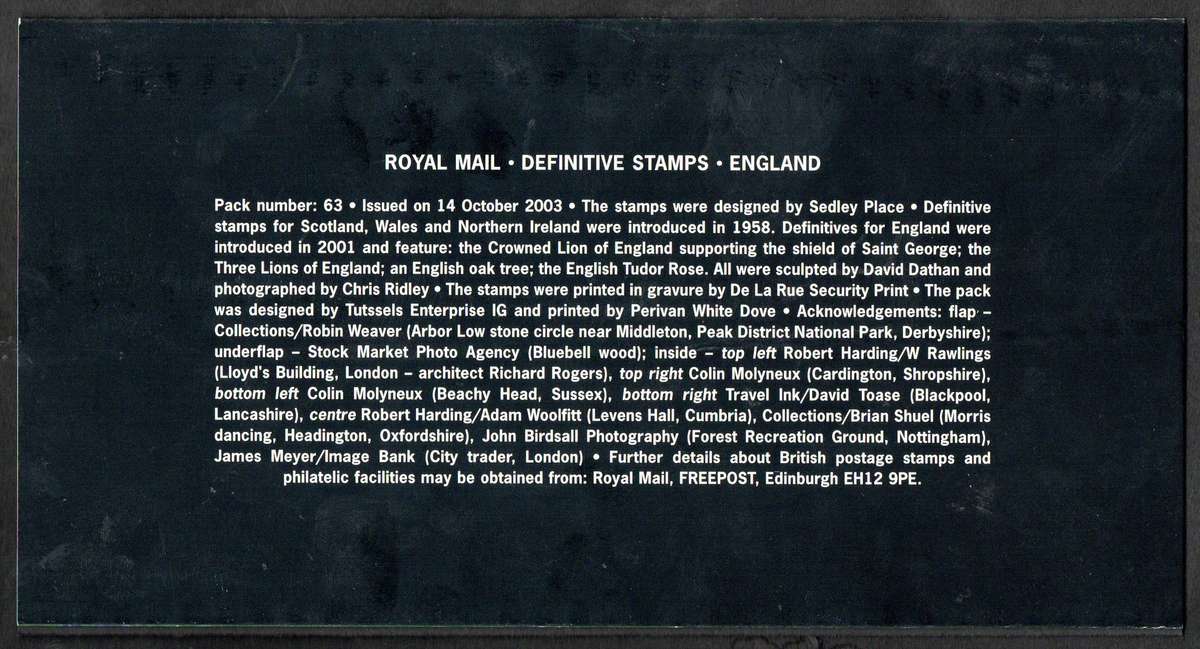 ROYAL MAIL • DEFINITIVE STAMPS • ENGLAND
Pack number: 63 • Issued on 14 October 2003 • The stamps were designed by Sedley Place • Definitive
stamps for Scotland, Wales and Northern Ireland were introduced in 1958. Definitives for England were
introduced in 2001 and feature: the Crowned Lion of England supporting the shield of Saint George; the
Three Lions of England; an English oak tree; the English Tudor Rose. All were sculpted by David Dathan and
photographed by Chris Ridley • The stamps were printed in gravure by De La Rue Security Print • The pack
was designed by Tutssels Enterprise IG and printed by Perivan White Dove • Acknowledgements: flap –
Collections/Robin Weaver (Arbor Low stone circle near Middleton, Peak District National Park, Derbyshire);
underflap – Stock Market Photo Agency (Bluebell wood); inside – top left Robert Harding/W Rawlings
(Lloyd's Building, London – architect Richard Rogers), top right Colin Molyneux (Cardington, Shropshire),
bottom left Colin Molyneux (Beachy Head, Sussex), bottom right Travel Ink/David Toase (Blackpool,
Lancashire), centre Robert Harding/Adam Woolfitt (Levens Hall, Cumbria), Collections/Brian Shuel (Morris
dancing, Headington, Oxfordshire), John Birdsall Photography (Forest Recreation Ground, Nottingham),
James Meyer/Image Bank (City trader, London) • Further details about British postage stamps and
philatelic facilities may be obtained from: Royal Mail, FREEPOST, Edinburgh EH12 9PE.